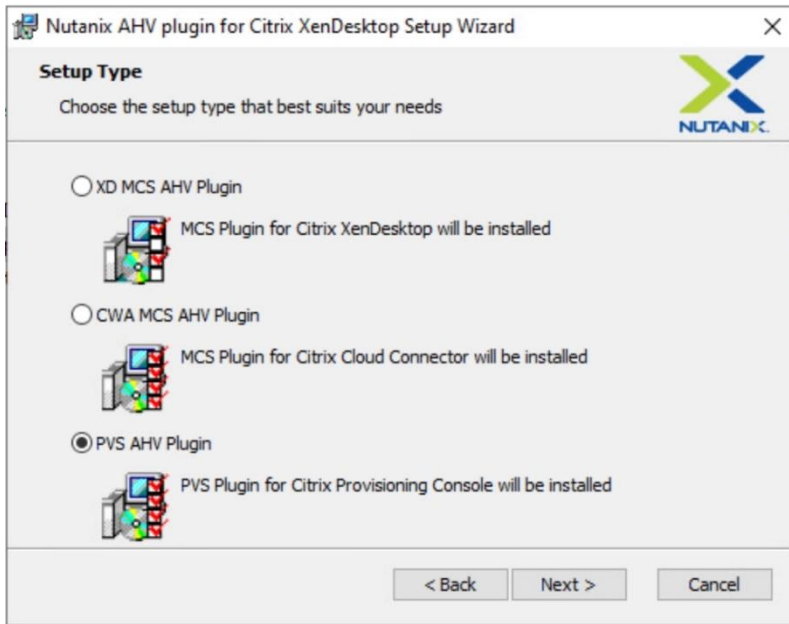 Nutanix AHV plugin for Citrix XenDesktop Setup Wizard
Setup Type
Choose the setup type that best suits your needs
NUTANIX.
XD MCS AHV Plugin
MCS Plugin for Citrix XenDesktop will be installed
CWA MCS AHV Plugin
MCS Plugin for Citrix Cloud Connector will be installed
PVS AHV Plugin
PVS Plugin for Citrix Provisioning Console will be installed
< Back Next > Cancel